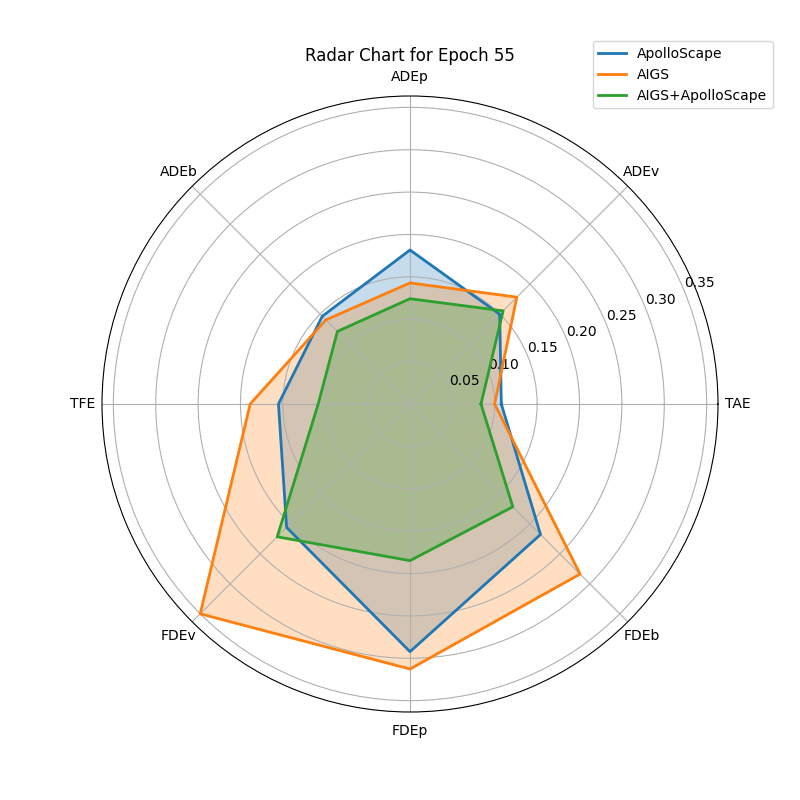 Radar Chart for Epoch 55
ApolloScape
AIGS
AIGS+ApolloScape
ADEp
ADEb
ADEv
0.35
0.30
0.25
0.20
0.15
0.10
0.05
TFE
TAE
FDEv
FDEb
FDEp